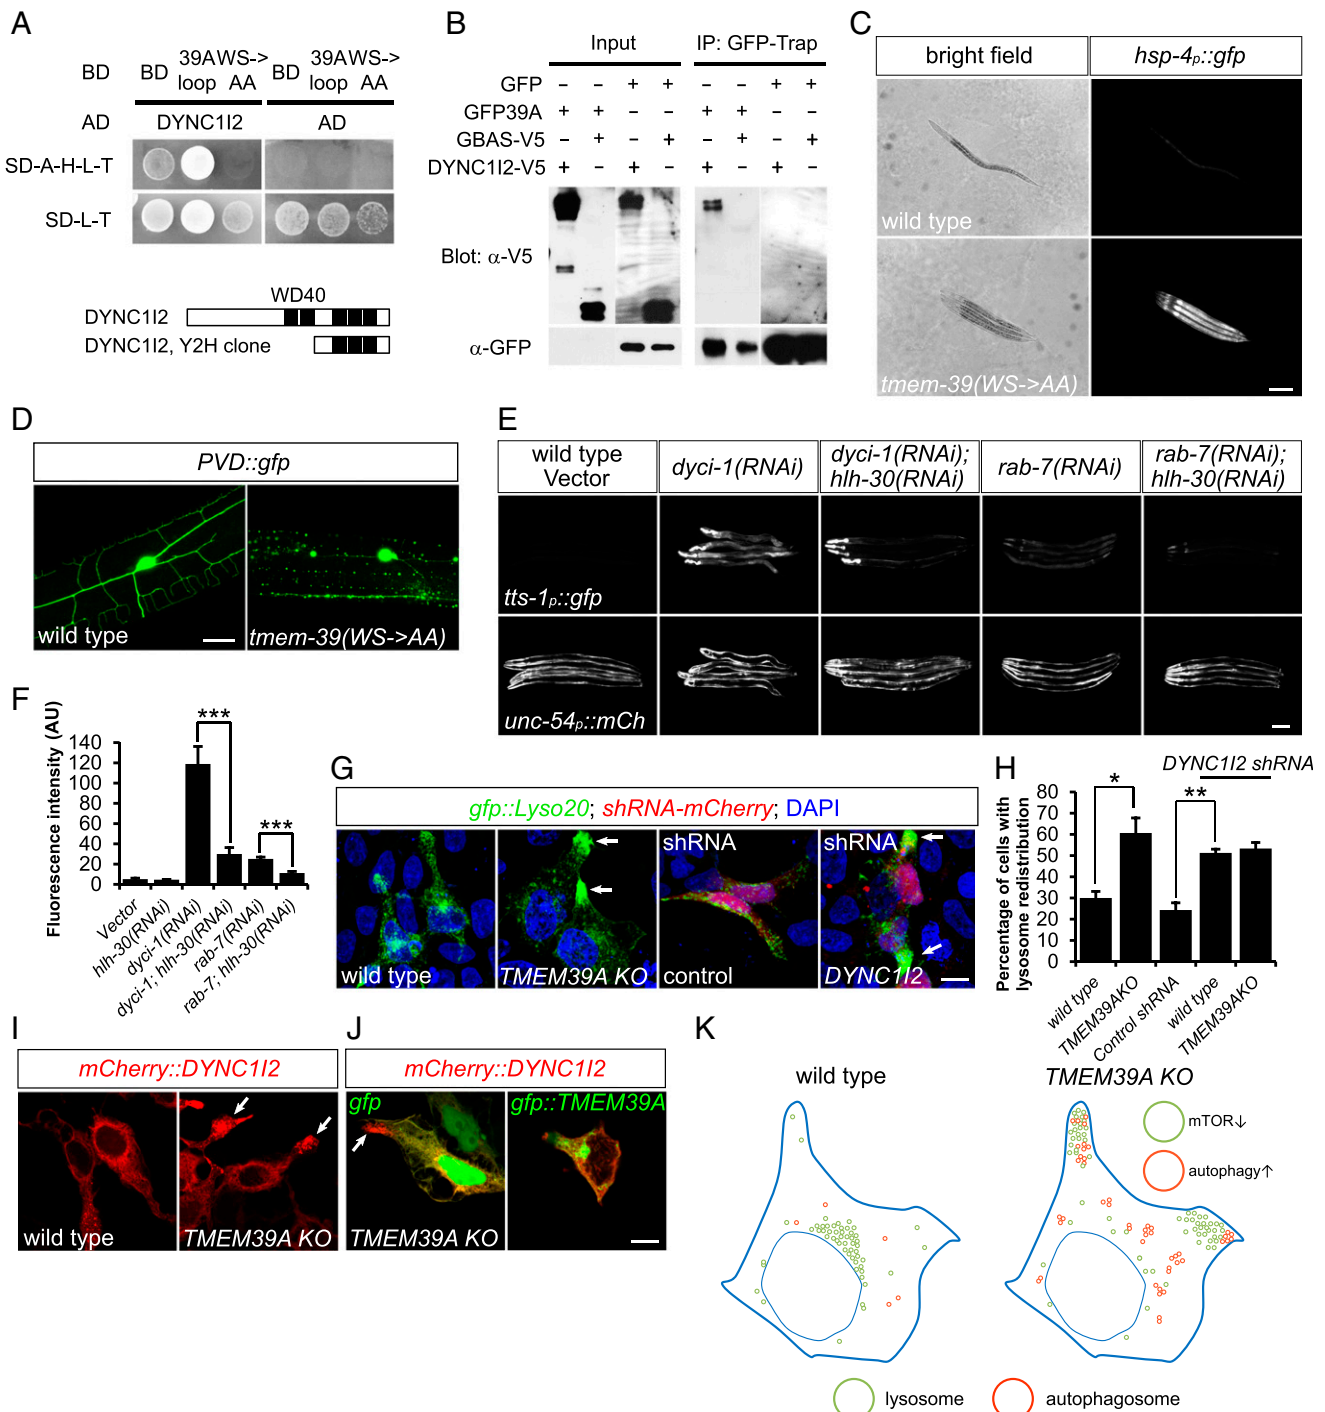 A
BD BD 39A loop WS-> AA BD 39A loop WS-> AA
AD DYNC1I2 AD
SD-A-H-L-T
SD-L-T
WD40
DYNC1I2
DYNC1I2, Y2H clone
B
Input IP: GFP-Trap
GFP – – + + – – + +
GFP39A + + – – + + – –
GBAS-V5 – + – + – + – +
DYNC1I2-V5 + – + – + – + –
Blot: α-V5
α-GFP
C
bright field hsp-4p::gfp
wild type
tmem-39(WS->AA)
D
PVD::gfp
wild type tmem-39(WS->AA)
E
wild type Vector
dyci-1(RNAi)
dyci-1(RNAi); hlh-30(RNAi)
rab-7(RNAi)
rab-7(RNAi); hlh-30(RNAi)
tts-1p::gfp
unc-54p::mCh
F
Fluorescence intensity (AU)
140
120
100
80
60
40
20
0
***
***
Vector
hlh-30(RNAi)
dyci-1(RNAi)
dyci-1; hlh-30(RNAi)
rab-7(RNAi)
rab-7; hlh-30(RNAi)
G
gfp::Lyso20; shRNA-mCherry; DAPI
wild type
TMEM39A KO
shRNA
control
shRNA
DYNC1I2
H
DYNC1I2 shRNA
Percentage of cells with
lysosome redistribution
80
70
60
50
40
30
20
10
0
*
**
wild type
TMEM39AKO
Control shRNA
wild type
TMEM39AKO
I
mCherry::DYNC1I2
wild type
TMEM39A KO
J
mCherry::DYNC1I2
gfp
gfp::TMEM39A
TMEM39A KO
K
wild type
TMEM39A KO
mTOR↓
autophagy↑
lysosome
autophagosome